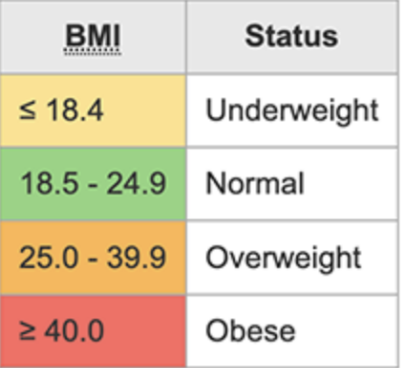 BMI Status
≤ 18.4 Underweight
18.5 - 24.9 Normal
25.0 - 39.9 Overweight
≥ 40.0 Obese